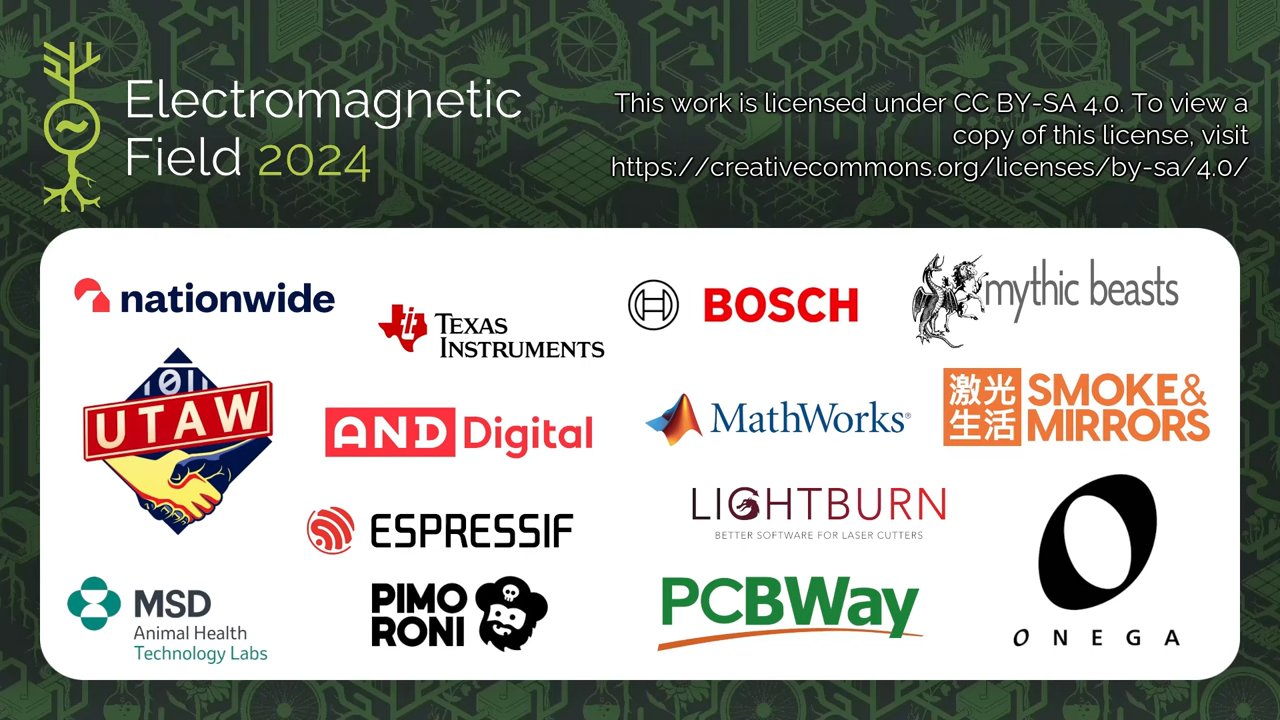 Electromagnetic
Field 2024
This work is licensed under CC BY-SA 4.0. To view a
copy of this license, visit
https://creativecommons.org/licenses/by-sa/4.0/
nationwide
TEXAS
INSTRUMENTS
BOSCH
mythic beasts
101
UTAW
AND Digital
MathWorks®
激光
生活
SMOKE&
MIRRORS
ESPRESSIF
LIGHTBURN
BETTER SOFTWARE FOR LASER CUTTERS
MSD
Animal Health
Technology Labs
PIMO
RONI
PCBWay
ONEGA